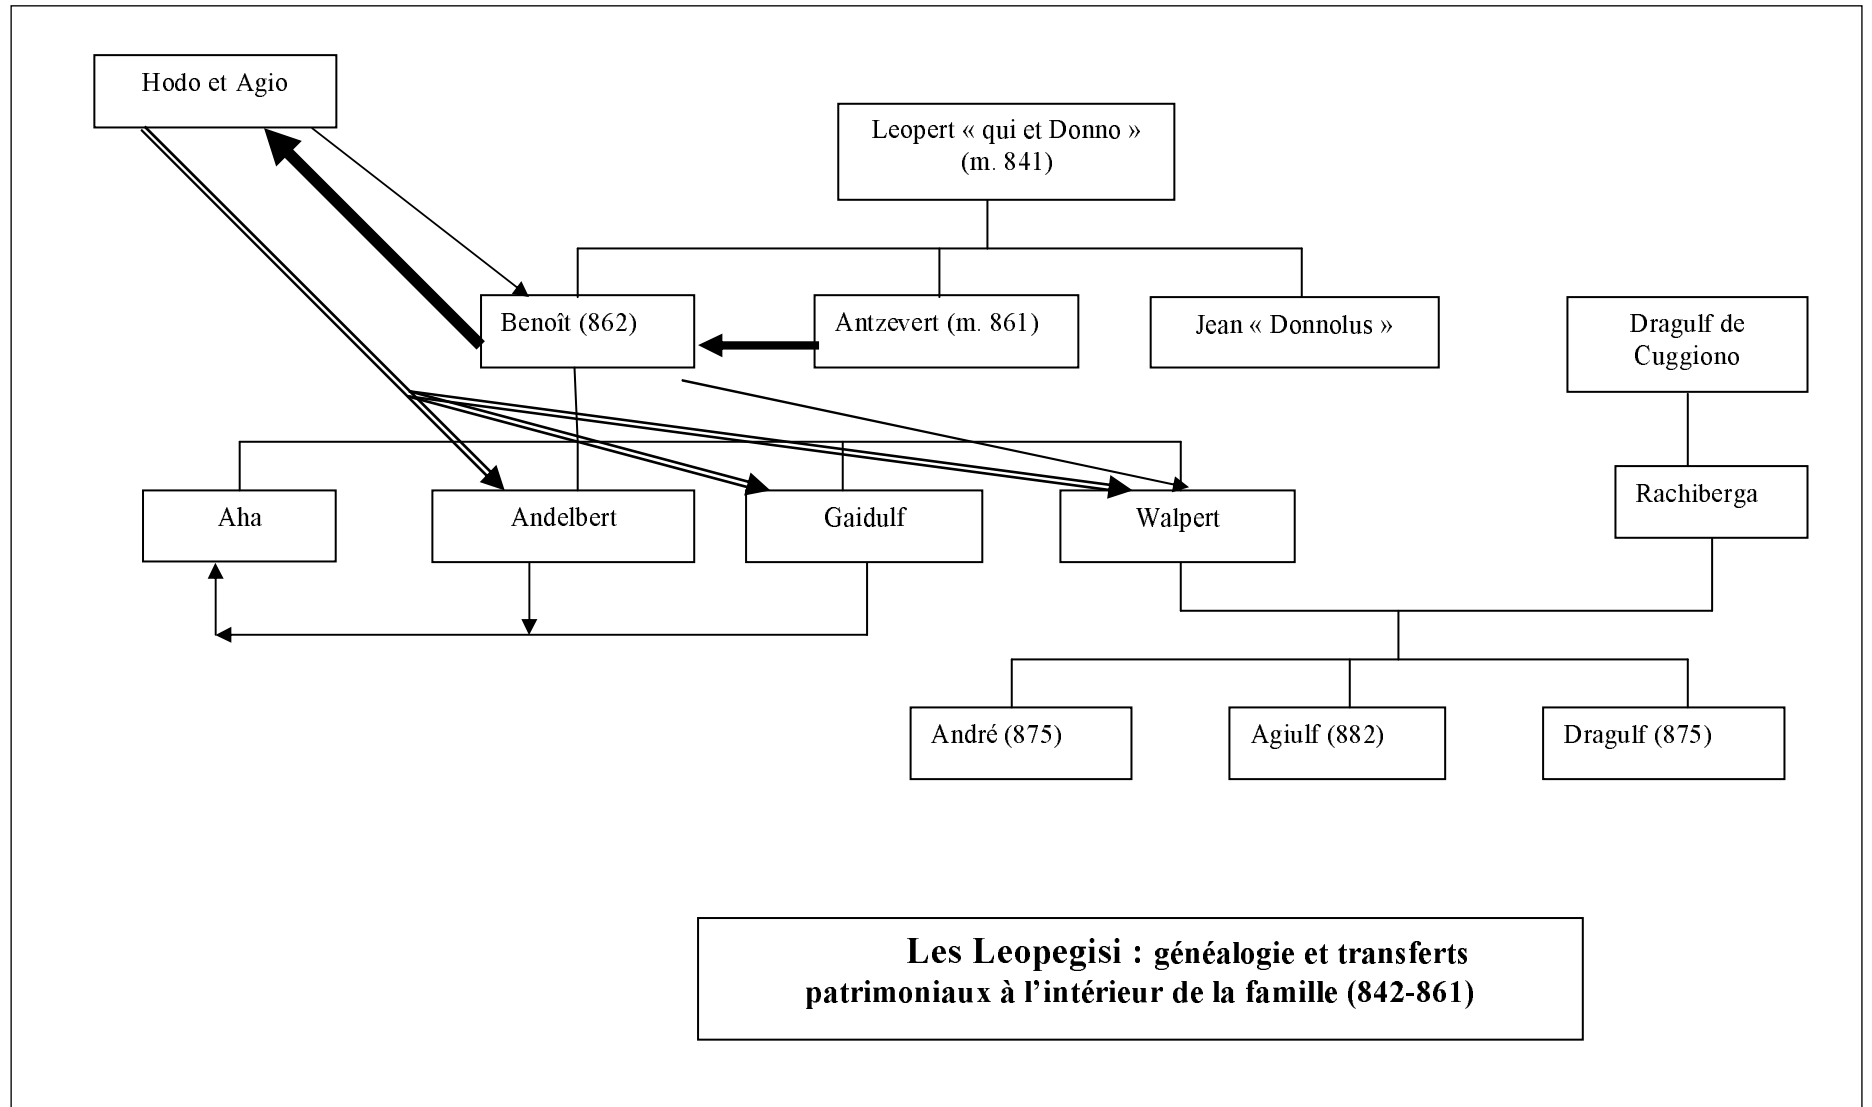 Hodo et Agio
Leopert « qui et Donno »
(m. 841)
Benoît (862)
Antzevert (m. 861)
Jean « Donnolus »
Dragulf de
Cuggiono
Rachiberga
Aha
Andelbert
Gaidulf
Walpert
André (875)
Agiulf (882)
Dragulf (875)
Les Leopegisi : généalogie et transferts
patrimoniaux à l’intérieur de la famille (842-861)